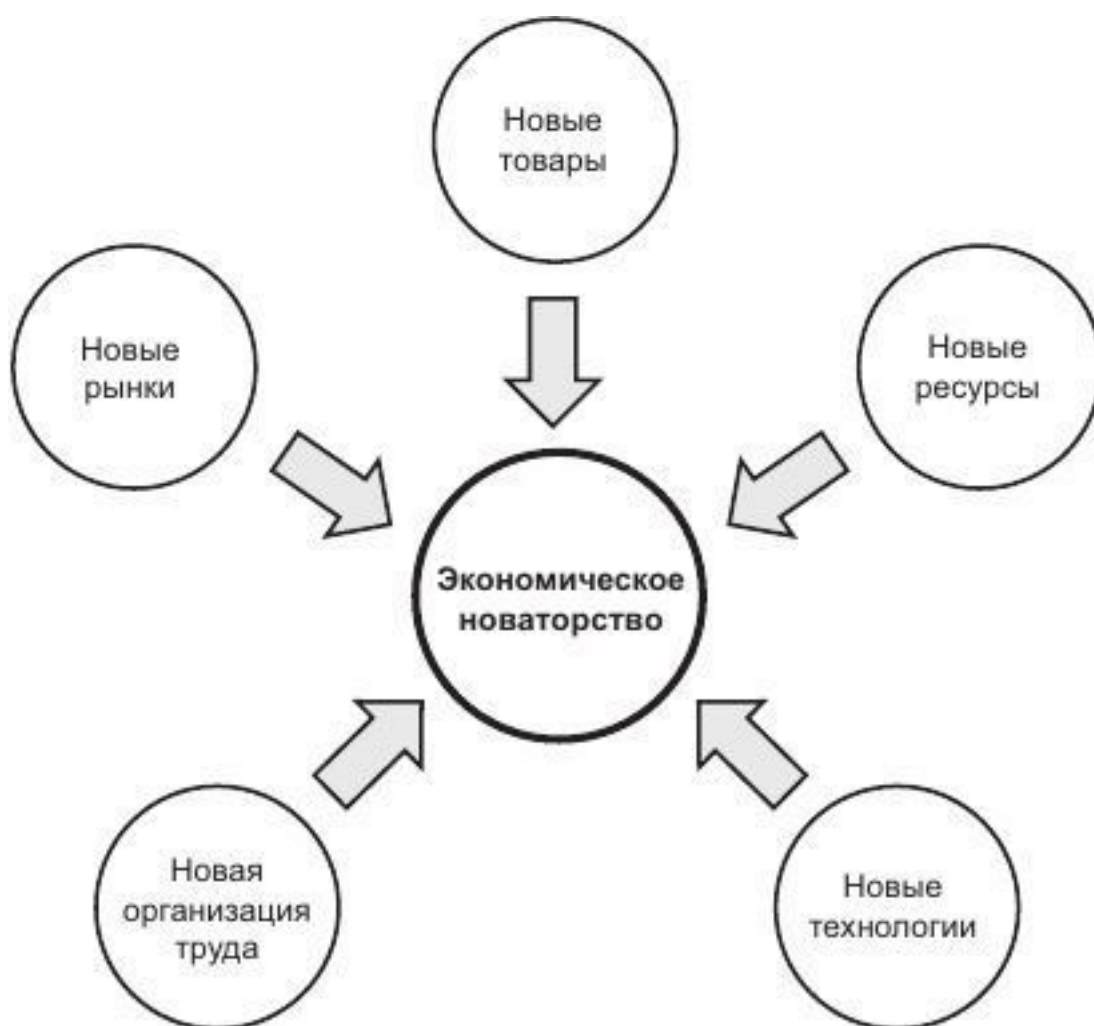 Новые
товары
Новые
рынки
Новые
ресурсы
Экономическое
новаторство
Новая
организация
труда
Новые
технологии